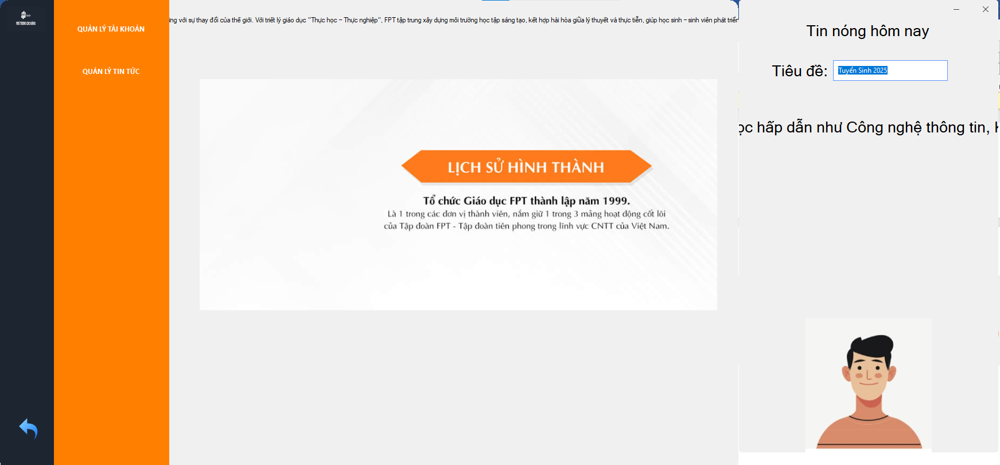 PHỔ THÔNG CAO ĐẲNG
QUẢN LÝ TÀI KHOẢN
QUẢN LÝ TIN TỨC
ứng với sự thay đổi của thế giới. Với triết lý giáo dục "Thực học – Thực nghiệp", FPT tập trung xây dựng môi trường học tập sáng tạo, kết hợp hài hòa giữa lý thuyết và thực tiễn, giúp học sinh – sinh viên phát triển
LỊCH SỬ HÌNH THÀNH
Tổ chức Giáo dục FPT thành lập năm 1999.
Là 1 trong các đơn vị thành viên, nắm giữ 1 trong 3 mảng hoạt động cốt lõi
của Tập đoàn FPT - Tập đoàn tiên phong trong lĩnh vực CNTT của Việt Nam.
Tin nóng hôm nay
Tiêu đề: Tuyển Sinh 2025
ọc hấp dẫn như Công nghệ thông tin, K